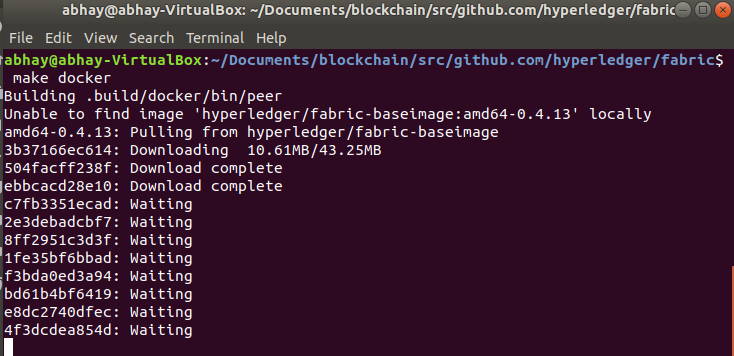 abhay@abhay-VirtualBox: ~/Documents/blockchain/src/github.com/hyperledger/fabric
File Edit View Search Terminal Help
abhay@abhay-VirtualBox:~/Documents/blockchain/src/github.com/hyperledger/fabric$
make docker
Building .build/docker/bin/peer
Unable to find image 'hyperledger/fabric-baseimage:amd64-0.4.13' locally
amd64-0.4.13: Pulling from hyperledger/fabric-baseimage
3b37166ec614: Downloading  10.61MB/43.25MB
504facff238f: Download complete
ebbcacd28e10: Download complete
c7fb3351ecad: Waiting
2e3debadcbf7: Waiting
8ff2951c3d3f: Waiting
1fe35bf6bbad: Waiting
f3bda0ed3a94: Waiting
bd61b4bf6419: Waiting
e8dc2740dfec: Waiting
4f3dcdea854d: Waiting